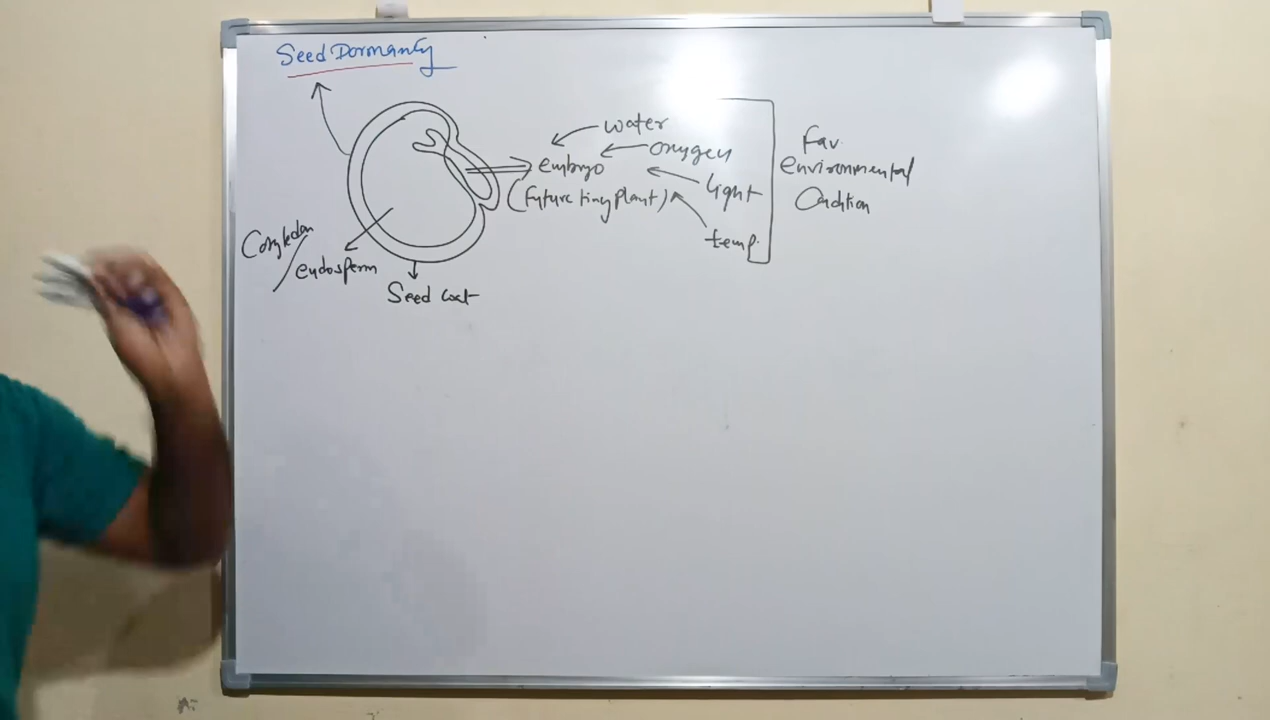 Seed Dormancy
water
oxygen
embryo
(future tiny plant)
light
temp.
Fav.
environmental
Condition
Cotyledon
/ endosperm
Seed coat